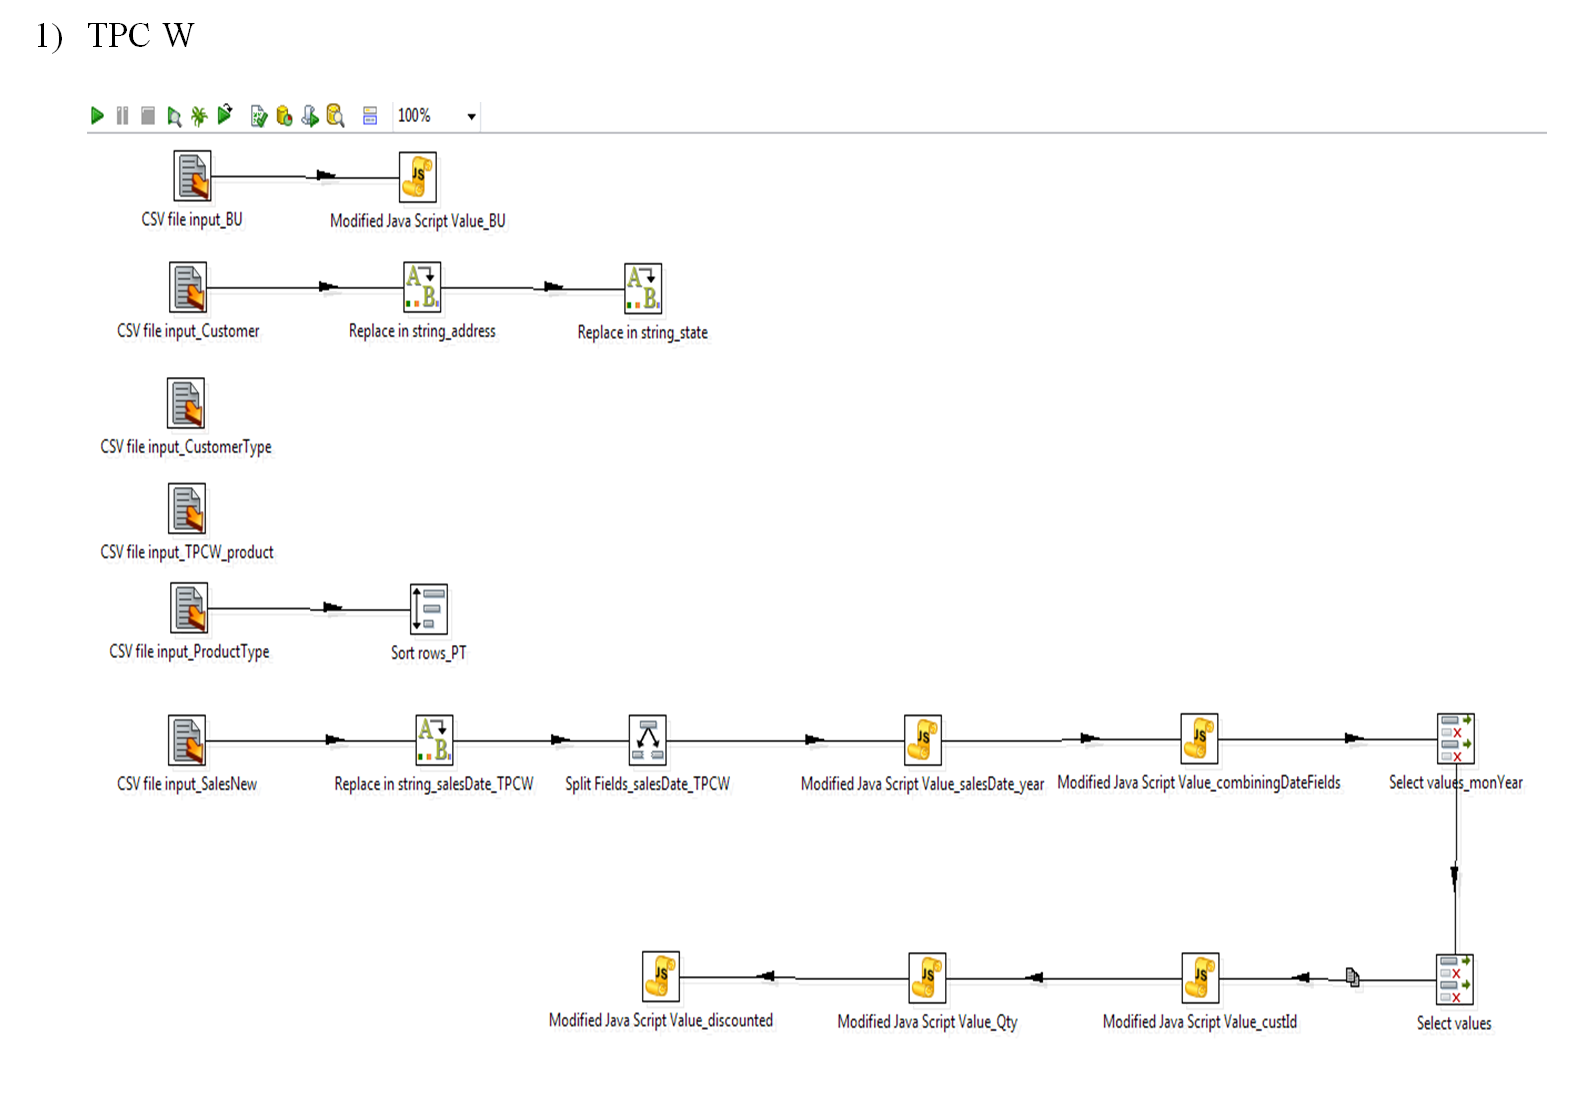 1) TPC W
100%
CSV file input_BU
Modified Java Script Value_BU
CSV file input_Customer
Replace in string_address
Replace in string_state
CSV file input_CustomerType
CSV file input_TPCW_product
CSV file input_ProductType
Sort rows_PT
CSV file input_SalesNew
Replace in string_salesDate_TPCW
Split Fields_salesDate_TPCW
Modified Java Script Value_salesDate_year
Modified Java Script Value_combiningDateFields
Select values_monYear
Modified Java Script Value_discounted
Modified Java Script Value_Qty
Modified Java Script Value_custId
Select values